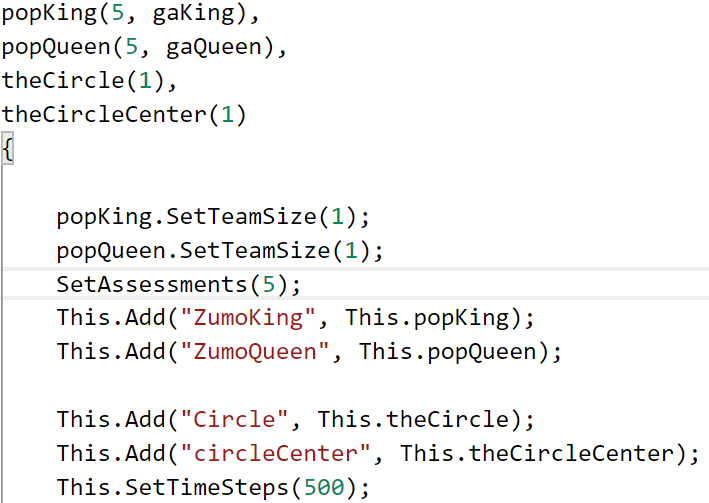 popKing(5, gaKing),
popQueen(5, gaQueen),
theCircle(1),
theCircleCenter(1)
{
popKing.SetTeamSize(1);
popQueen.SetTeamSize(1);
SetAssessments(5);
This.Add("ZumoKing", This.popKing);
This.Add("ZumoQueen", This.popQueen);
This.Add("Circle", This.theCircle);
This.Add("circleCenter", This.theCircleCenter);
This.SetTimeSteps(500);